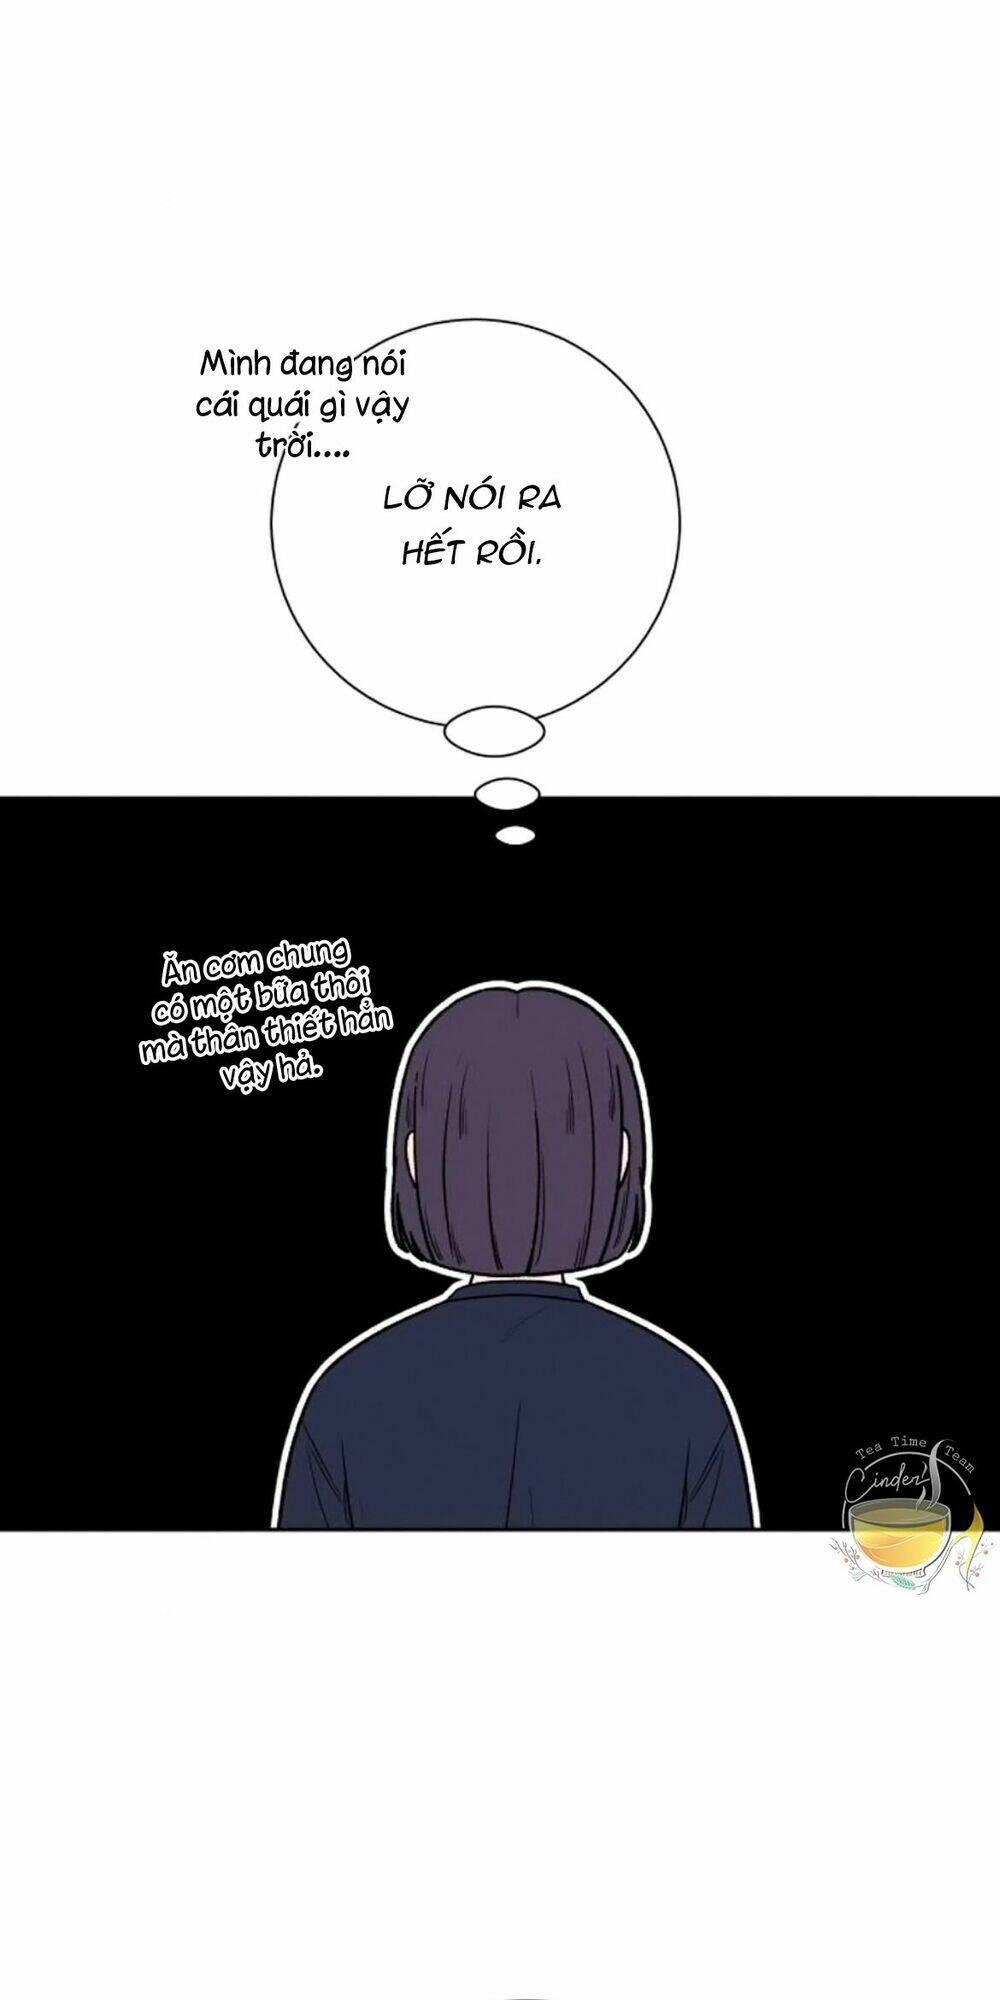 Mình đang nói
cái quái gì vậy
trời....
LỠ NÓI RA
HẾT RỒI.
Ăn cơm chung
có một bữa thôi
mà thân thiết hẳn
vậy hả.
Tea Time Team
Cinder